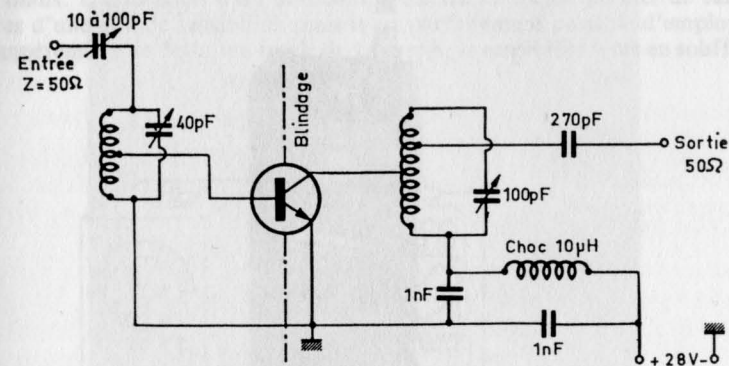 10 à 100pF
Entrée
Z = 50Ω
40pF
Blindage
270pF
Sortie
50Ω
100pF
Choc 10µH
1nF
1nF
+ 28V -